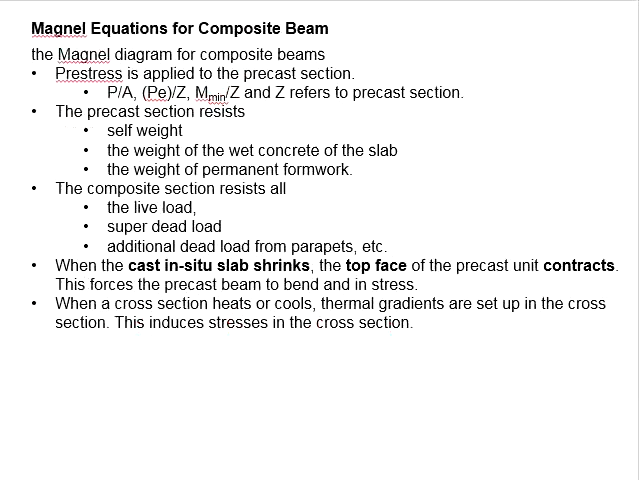 Magnel Equations for Composite Beam
the Magnel diagram for composite beams
• Prestress is applied to the precast section.
• P/A, (Pe)/Z, Mmin/Z and Z refers to precast section.
• The precast section resists
• self weight
• the weight of the wet concrete of the slab
• the weight of permanent formwork.
• The composite section resists all
• the live load,
• super dead load
• additional dead load from parapets, etc.
• When the cast in-situ slab shrinks, the top face of the precast unit contracts.
This forces the precast beam to bend and in stress.
• When a cross section heats or cools, thermal gradients are set up in the cross
section. This induces stresses in the cross section.